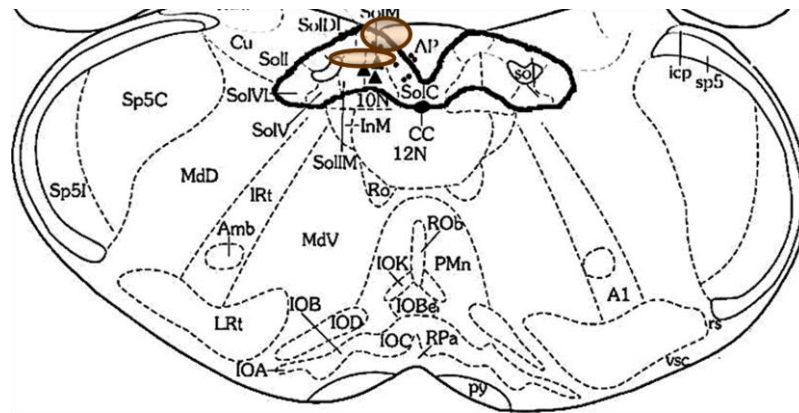 SolM
SolDI
Cu
AP
SolI
icp
sp5
sol
Sp5C
SolVL
10N
SolC
SolV
InM
CC
SolIM
12N
MdD
Sp5I
IRt
Ro
Amb
ROb
MdV
IOK
PMn
IOB
IOBe
A1
LRt
IOD
rs
IOC
RPa
IOA
vsc
py